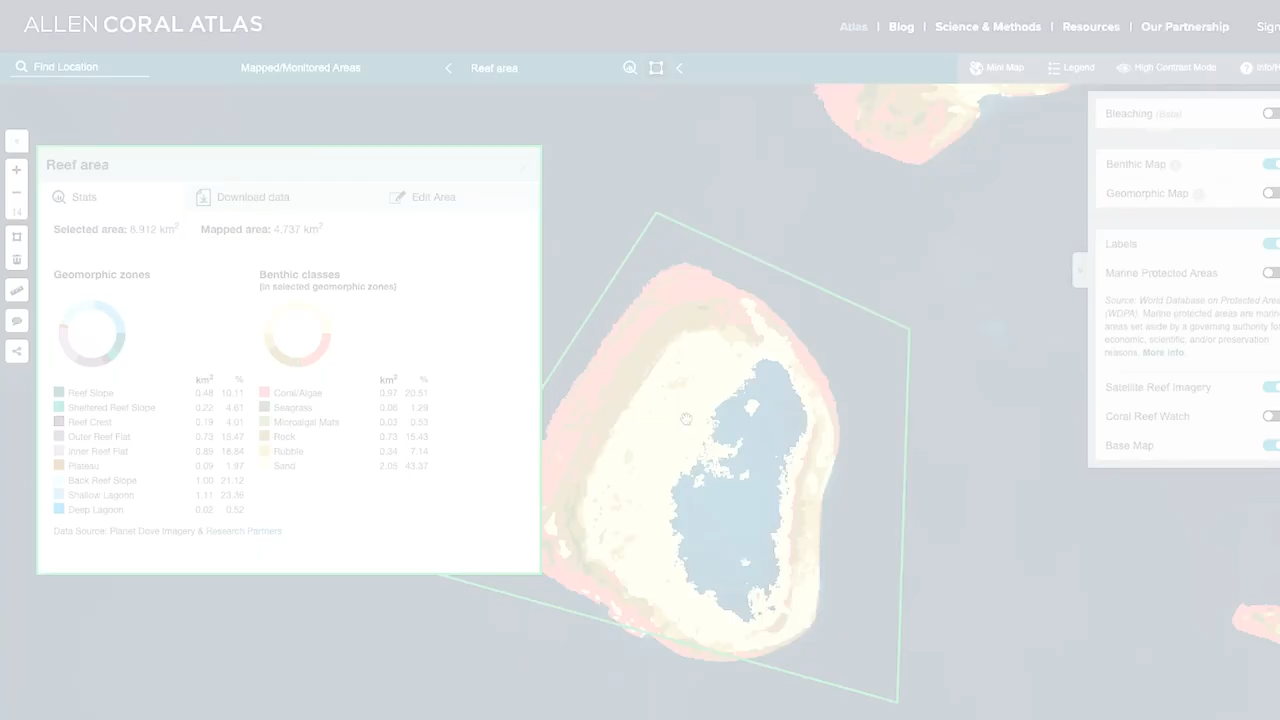 ALLEN CORAL ATLAS
Atlas | Blog | Science & Methods | Resources | Our Partnership
Find Location
Mapped/Monitored Areas
Reef area
Mini Map
Legend
High Contrast Mode
Reef area
Stats
Download data
Edit Area
Selected area: 8.912 km² Mapped area: 4.737 km²
Geomorphic zones
km² %
Reef Slope 0.48 10.11
Sheltered Reef Slope 0.22 4.61
Reef Crest 0.19 4.01
Outer Reef Flat 0.73 15.47
Inner Reef Flat 0.89 18.84
Plateau 0.09 1.97
Back Reef Slope 1.00 21.12
Shallow Lagoon 1.11 23.36
Deep Lagoon 0.02 0.52
Benthic classes
(in selected geomorphic zones)
km² %
Coral/Algae 0.97 20.51
Seagrass 0.06 1.29
Microalgal Mats 0.03 0.53
Rock 0.73 15.43
Rubble 0.34 7.14
Sand 2.05 43.37
Data Source: Planet Dove Imagery & Research Partners
14
Bleaching (Beta)
Benthic Map
Geomorphic Map
Labels
Marine Protected Areas
Source: World Database on Protected
(WDPA). Marine protected areas are
areas set aside by a governing authority
economic, scientific, and/or preservation
reasons. More info.
Satellite Reef Imagery
Coral Reef Watch
Base Map